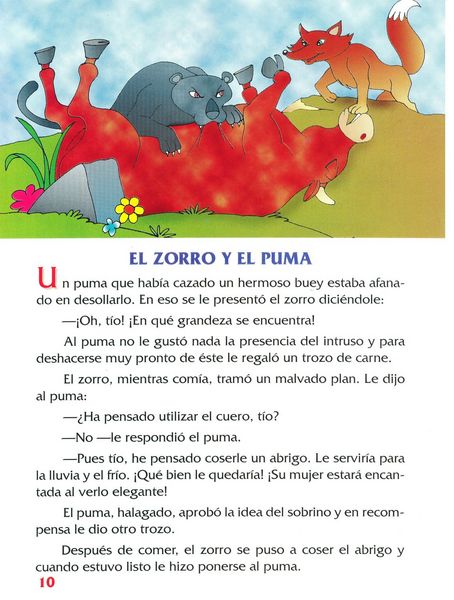 EL ZORRO Y EL PUMA
Un puma que había cazado un hermoso buey estaba afana-
do en desollarlo. En eso se le presentó el zorro diciéndole:
—¡Oh, tío! ¡En qué grandeza se encuentra!
Al puma no le gustó nada la presencia del intruso y para
deshacerse muy pronto de éste le regaló un trozo de carne.
El zorro, mientras comía, tramó un malvado plan. Le dijo
al puma:
—¿Ha pensado utilizar el cuero, tío?
—No —le respondió el puma.
—Pues tío, he pensado coserle un abrigo. Le serviría para
la lluvia y el frío. ¡Qué bien le quedaría! ¡Su mujer estará encan-
tada al verlo elegante!
El puma, halagado, aprobó la idea del sobrino y en recom-
pensa le dio otro trozo.
Después de comer, el zorro se puso a coser el abrigo y
cuando estuvo listo le hizo ponerse al puma.
10